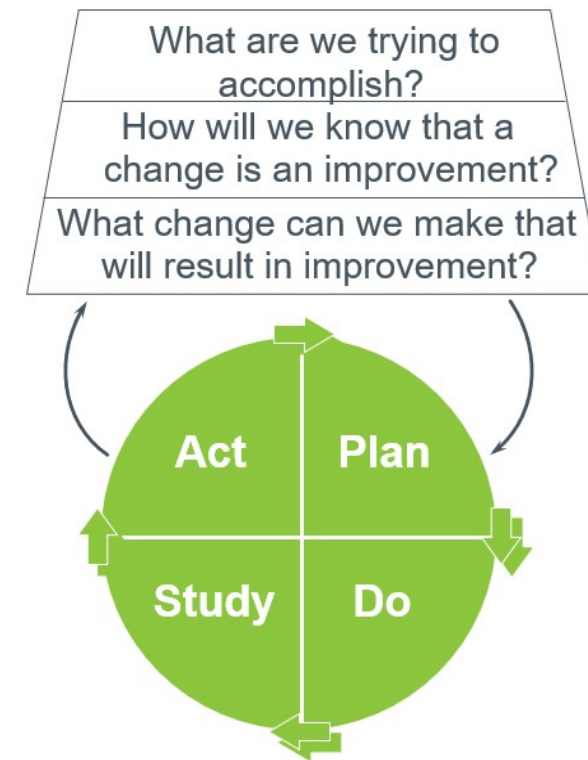 What are we trying to
accomplish?
How will we know that a
change is an improvement?
What change can we make that
will result in improvement?
Act
Plan
Study
Do